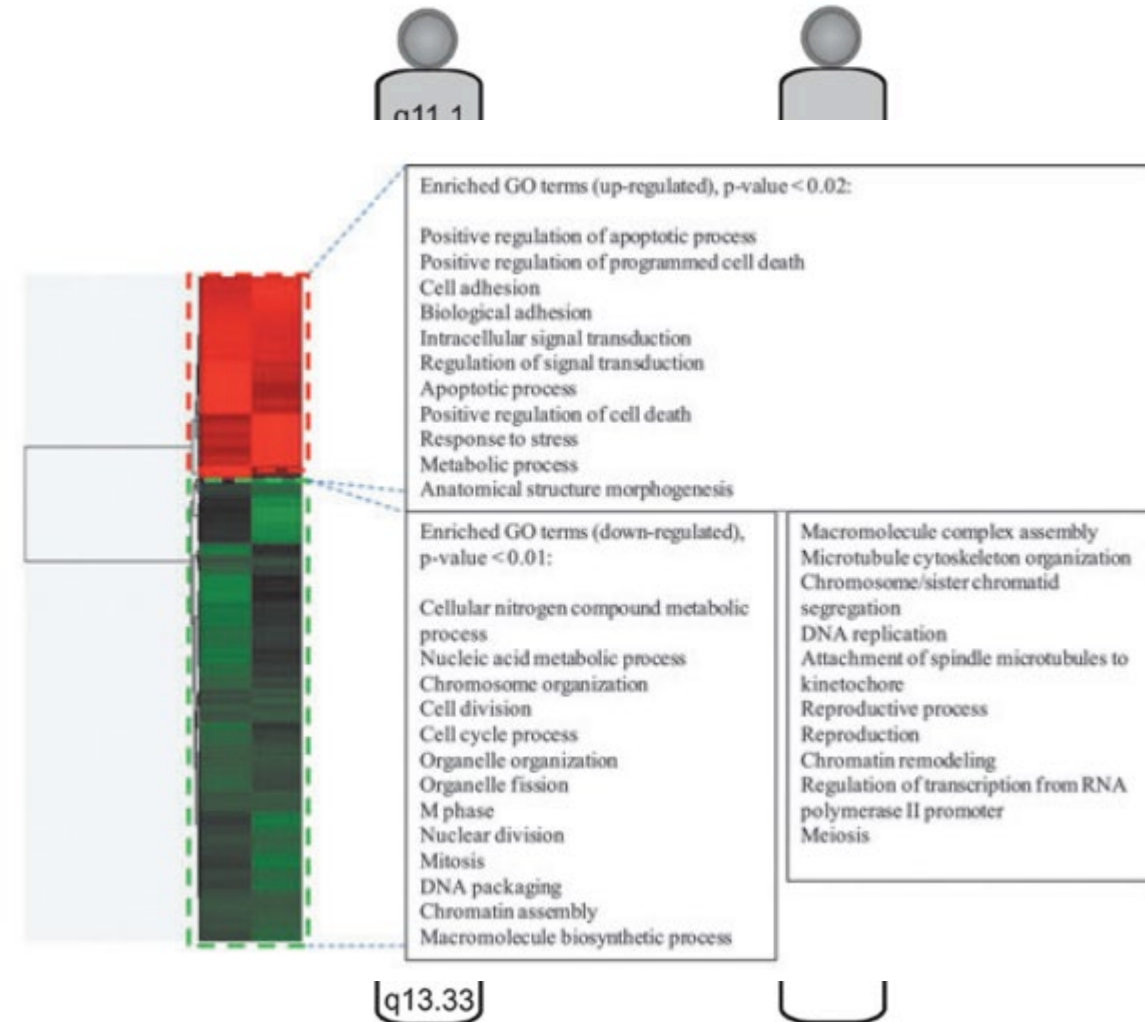 q11.1
Enriched GO terms (up-regulated), p-value < 0.02:
Positive regulation of apoptotic process
Positive regulation of programmed cell death
Cell adhesion
Biological adhesion
Intracellular signal transduction
Regulation of signal transduction
Apoptotic process
Positive regulation of cell death
Response to stress
Metabolic process
Anatomical structure morphogenesis
Enriched GO terms (down-regulated),
p-value < 0.01:
Cellular nitrogen compound metabolic
process
Nucleic acid metabolic process
Chromosome organization
Cell division
Cell cycle process
Organelle organization
Organelle fission
M phase
Nuclear division
Mitosis
DNA packaging
Chromatin assembly
Macromolecule biosynthetic process
Macromolecule complex assembly
Microtubule cytoskeleton organization
Chromosome/sister chromatid
segregation
DNA replication
Attachment of spindle microtubules to
kinetochore
Reproductive process
Reproduction
Chromatin remodeling
Regulation of transcription from RNA
polymerase II promoter
Meiosis
q13.33